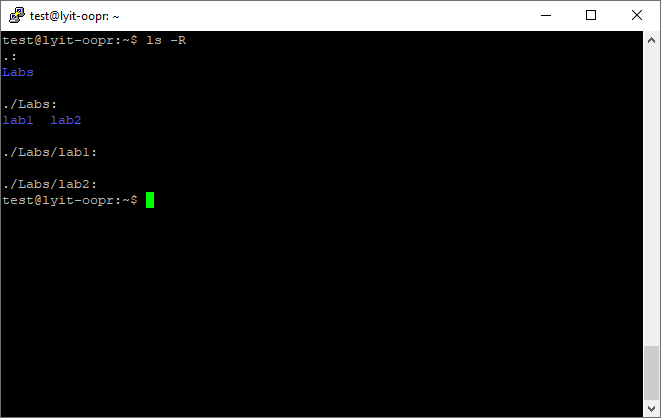 test@lyit-oopr: ~
test@lyit-oopr:~$ ls -R
.:
Labs
./Labs:
lab1  lab2
./Labs/lab1:
./Labs/lab2:
test@lyit-oopr:~$